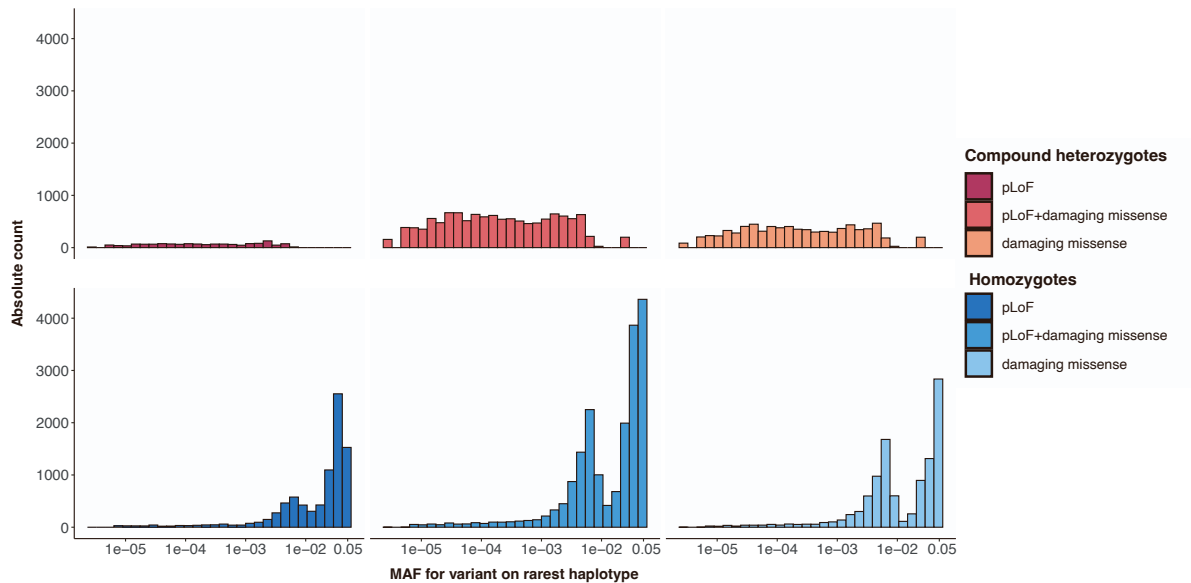 4000
3000
2000
1000
0
Absolute count
4000
3000
2000
1000
0
1e−05 1e−04 1e−03 1e−02 0.05
1e−05 1e−04 1e−03 1e−02 0.05
1e−05 1e−04 1e−03 1e−02 0.05
MAF for variant on rarest haplotype
Compound heterozygotes
pLoF
pLoF+damaging missense
damaging missense
Homozygotes
pLoF
pLoF+damaging missense
damaging missense